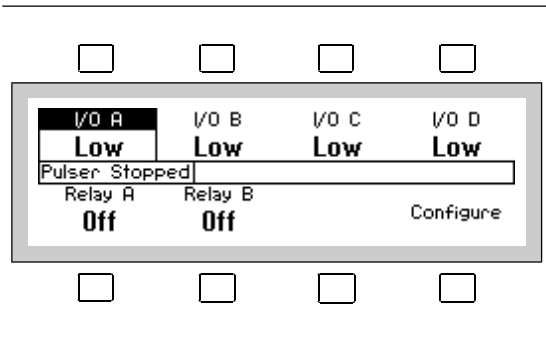 I/O A I/O B I/O C I/O D
Low Low Low Low
Pulser Stopped
Relay A Relay B
Off Off Configure